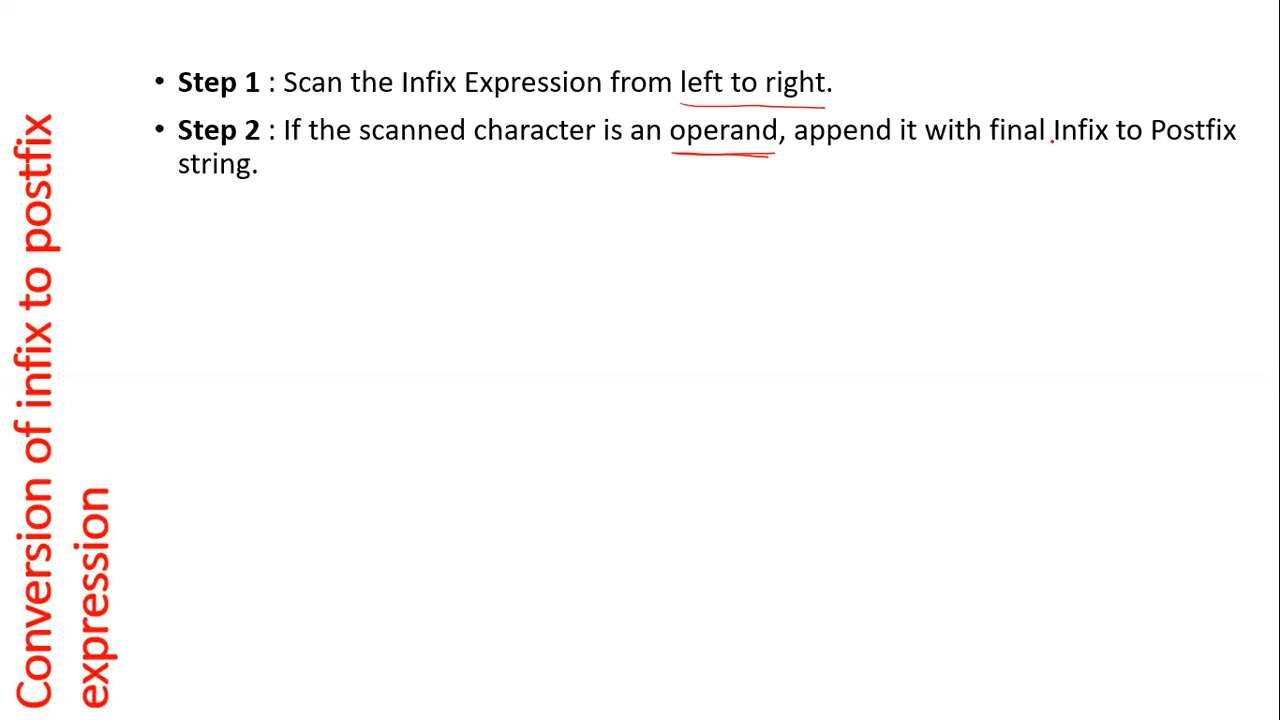 Conversion of infix to postfix
expression
• Step 1 : Scan the Infix Expression from left to right.
• Step 2 : If the scanned character is an operand, append it with final Infix to Postfix
string.